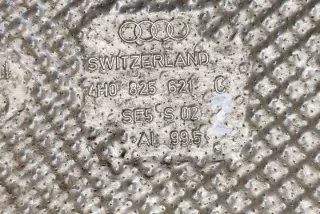 SWITZERLAND
4H0 825 621 C
SE5 S 02
Al 99.5